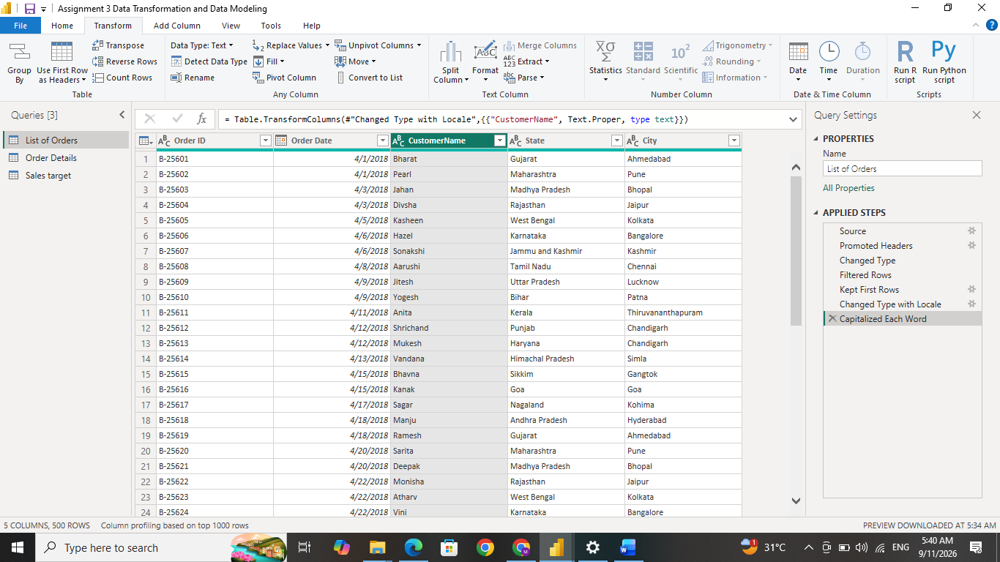 Assignment 3 Data Transformation and Data Modeling
File Home Transform Add Column View Tools Help
Group By
Use First Row as Headers
Transpose
Reverse Rows
Count Rows
Table
Data Type: Text
Detect Data Type
Rename
1 2 Replace Values
Fill
Pivot Column
Unpivot Columns
Move
Convert to List
Any Column
Split Column
ABC Format
Merge Columns
ABC 123 Extract
abc Parse
Text Column
XΣ σ Statistics
Standard
10² Scientific
Trigonometry
.00 Rounding
Information
Number Column
Date
Time
Duration
Date & Time Column
R Run R script
Py Run Python script
Scripts
Queries [3]
List of Orders
Order Details
Sales target
fx = Table.TransformColumns(#"Changed Type with Locale",{{"CustomerName", Text.Proper, type text}})
ABC Order ID Order Date ABC CustomerName ABC State ABC City
1 B-25601 4/1/2018 Bharat Gujarat Ahmedabad
2 B-25602 4/1/2018 Pearl Maharashtra Pune
3 B-25603 4/3/2018 Jahan Madhya Pradesh Bhopal
4 B-25604 4/3/2018 Divsha Rajasthan Jaipur
5 B-25605 4/5/2018 Kasheen West Bengal Kolkata
6 B-25606 4/6/2018 Hazel Karnataka Bangalore
7 B-25607 4/6/2018 Sonakshi Jammu and Kashmir Kashmir
8 B-25608 4/8/2018 Aarushi Tamil Nadu Chennai
9 B-25609 4/9/2018 Jitesh Uttar Pradesh Lucknow
10 B-25610 4/9/2018 Yogesh Bihar Patna
11 B-25611 4/11/2018 Anita Kerala Thiruvananthapuram
12 B-25612 4/12/2018 Shrichand Punjab Chandigarh
13 B-25613 4/12/2018 Mukesh Haryana Chandigarh
14 B-25614 4/13/2018 Vandana Himachal Pradesh Simla
15 B-25615 4/15/2018 Bhavna Sikkim Gangtok
16 B-25616 4/15/2018 Kanak Goa Goa
17 B-25617 4/17/2018 Sagar Nagaland Kohima
18 B-25618 4/18/2018 Manju Andhra Pradesh Hyderabad
19 B-25619 4/18/2018 Ramesh Gujarat Ahmedabad
20 B-25620 4/20/2018 Sarita Maharashtra Pune
21 B-25621 4/20/2018 Deepak Madhya Pradesh Bhopal
22 B-25622 4/22/2018 Monisha Rajasthan Jaipur
23 B-25623 4/22/2018 Atharv West Bengal Kolkata
24 B-25624 4/22/2018 Vini Karnataka Bangalore
Query Settings
PROPERTIES
Name
List of Orders
All Properties
APPLIED STEPS
Source
Promoted Headers
Changed Type
Filtered Rows
Kept First Rows
Changed Type with Locale
Capitalized Each Word
5 COLUMNS, 500 ROWS Column profiling based on top 1000 rows PREVIEW DOWNLOADED AT 5:34 AM
Type here to search
1 31°C
ENG
5:40 AM
9/11/2026